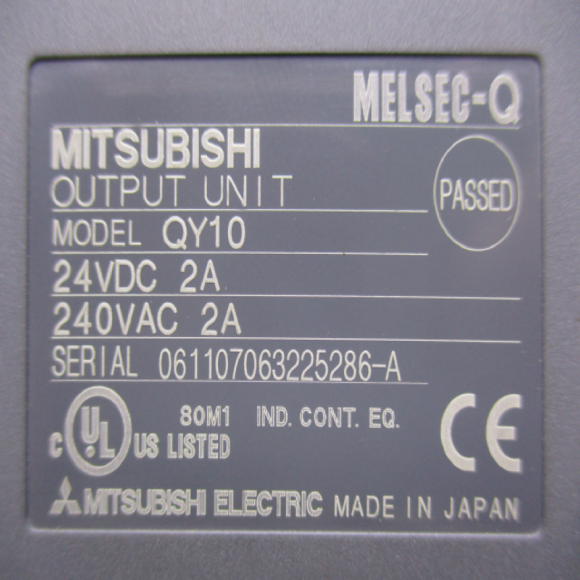 MELSEC-Q
MITSUBISHI
OUTPUT UNIT
PASSED
MODEL QY10
24VDC 2A
240VAC 2A
SERIAL 061107063225286-A
C UL US LISTED
80M1 IND. CONT. EQ.
CE
MITSUBISHI ELECTRIC MADE IN JAPAN